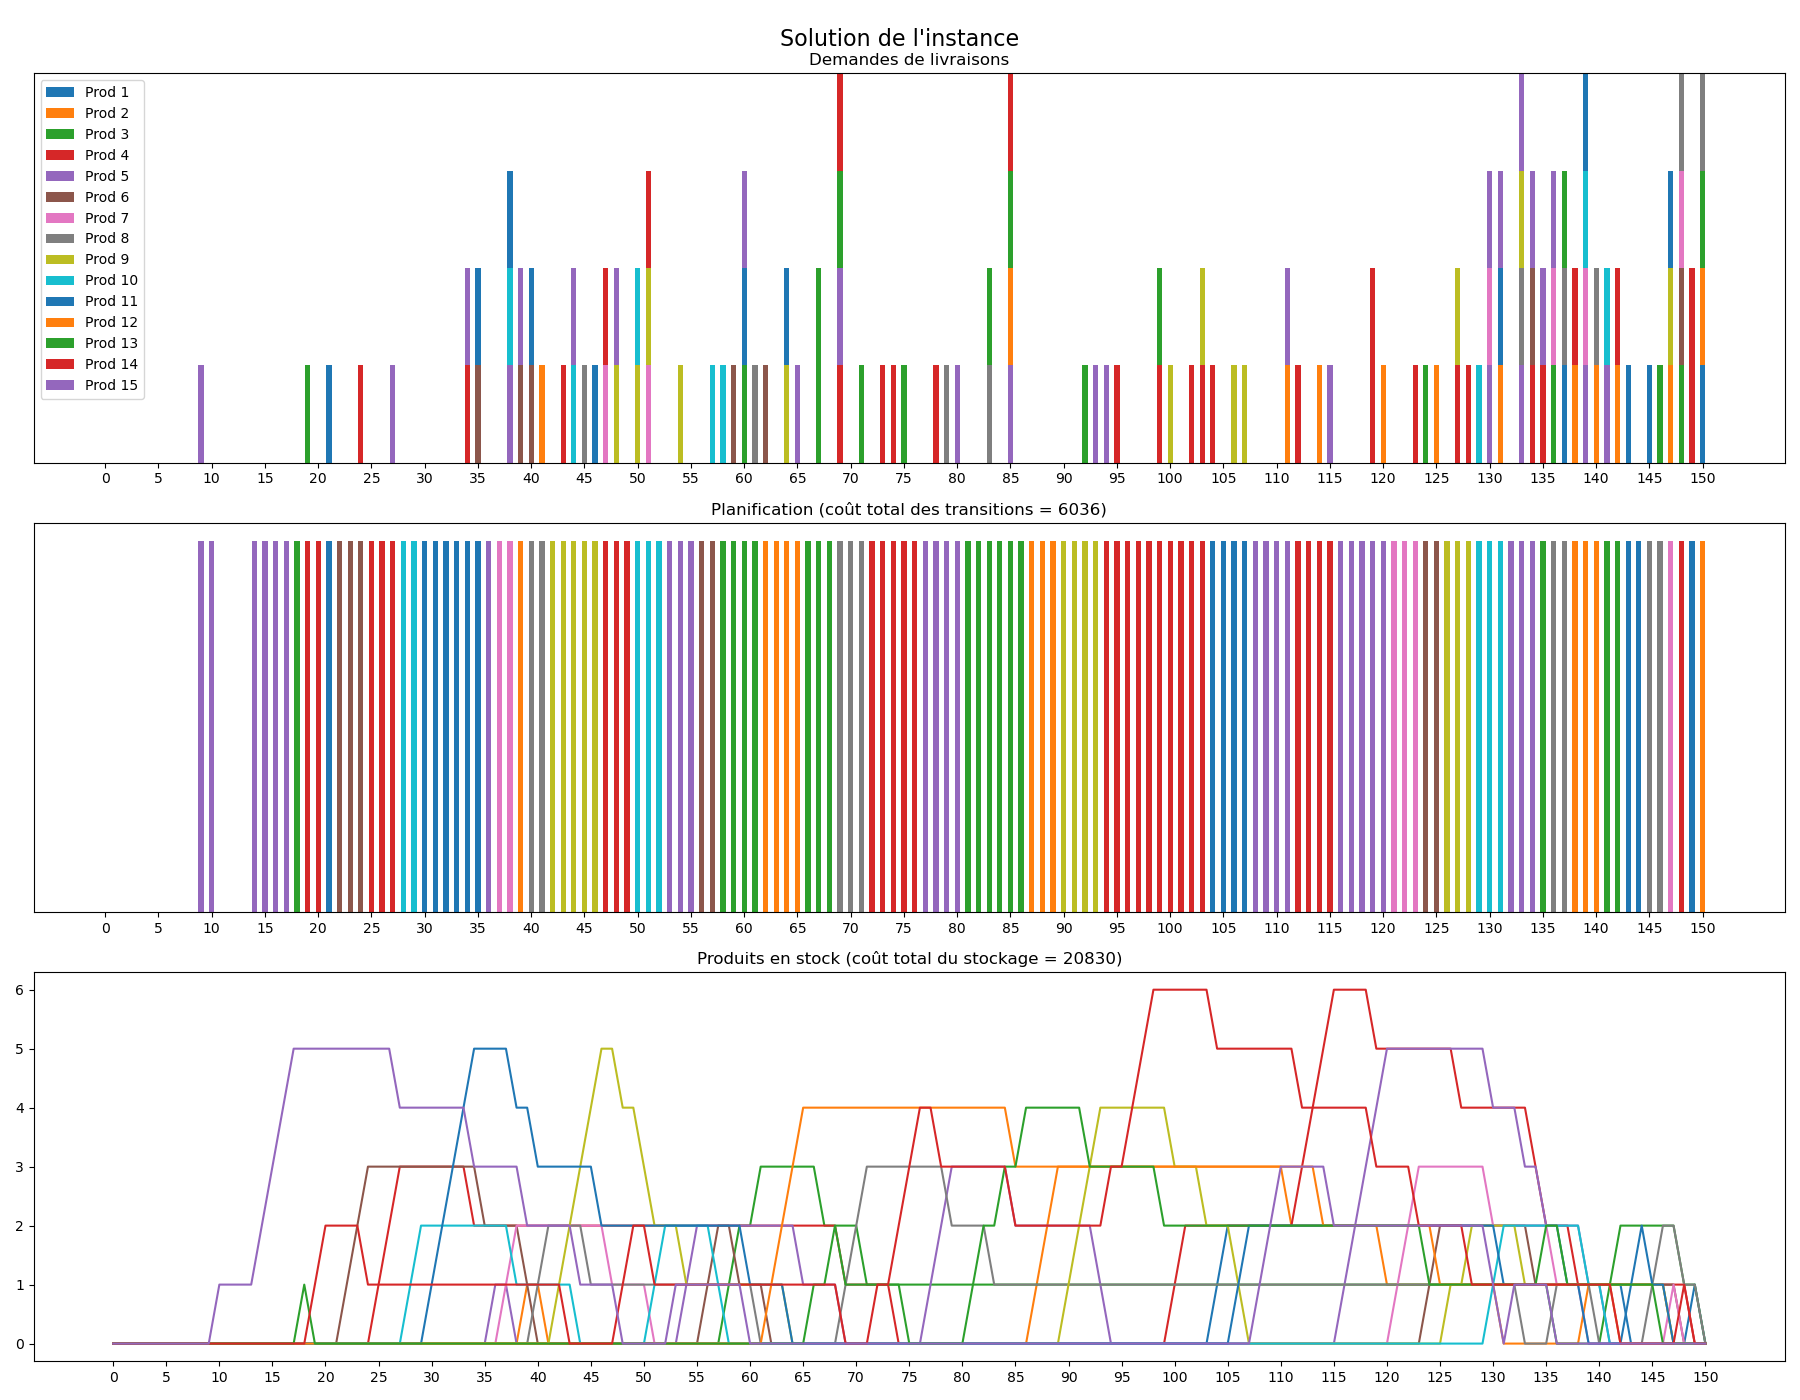 Solution de l'instance
Demandes de livraisons
Prod 1
Prod 2
Prod 3
Prod 4
Prod 5
Prod 6
Prod 7
Prod 8
Prod 9
Prod 10
Prod 11
Prod 12
Prod 13
Prod 14
Prod 15
0 5 10 15 20 25 30 35 40 45 50 55 60 65 70 75 80 85 90 95 100 105 110 115 120 125 130 135 140 145 150
Planification (coût total des transitions = 6036)
0 5 10 15 20 25 30 35 40 45 50 55 60 65 70 75 80 85 90 95 100 105 110 115 120 125 130 135 140 145 150
Produits en stock (coût total du stockage = 20830)
6
5
4
3
2
1
0
0 5 10 15 20 25 30 35 40 45 50 55 60 65 70 75 80 85 90 95 100 105 110 115 120 125 130 135 140 145 150